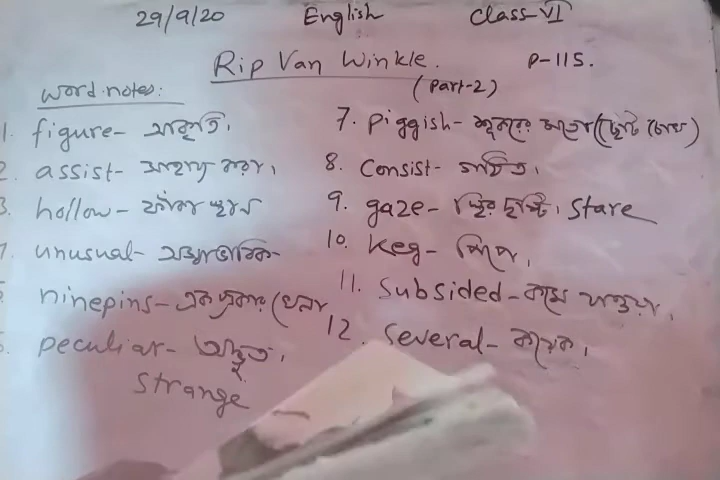 29/9/20 English Class-VI
Rip Van Winkle. P-115.
(Part-2)
word notes:
1. figure- আকৃতি।
2. assist- সাহায্য করা।
3. hollow- ফাঁকা স্থান
unusual- অস্বাভাবিক
ninepins- একপ্রকার খেলা
peculiar- অদ্ভুত।
strange
7. Piggish- শূকরের মতো (ছোট চোখ)
8. Consist- গঠিত।
9. gaze- স্থির দৃষ্টি। Stare
10. Keg- পিপে।
11. Subsided- কমে যাওয়া।
12. Several- কয়েক।